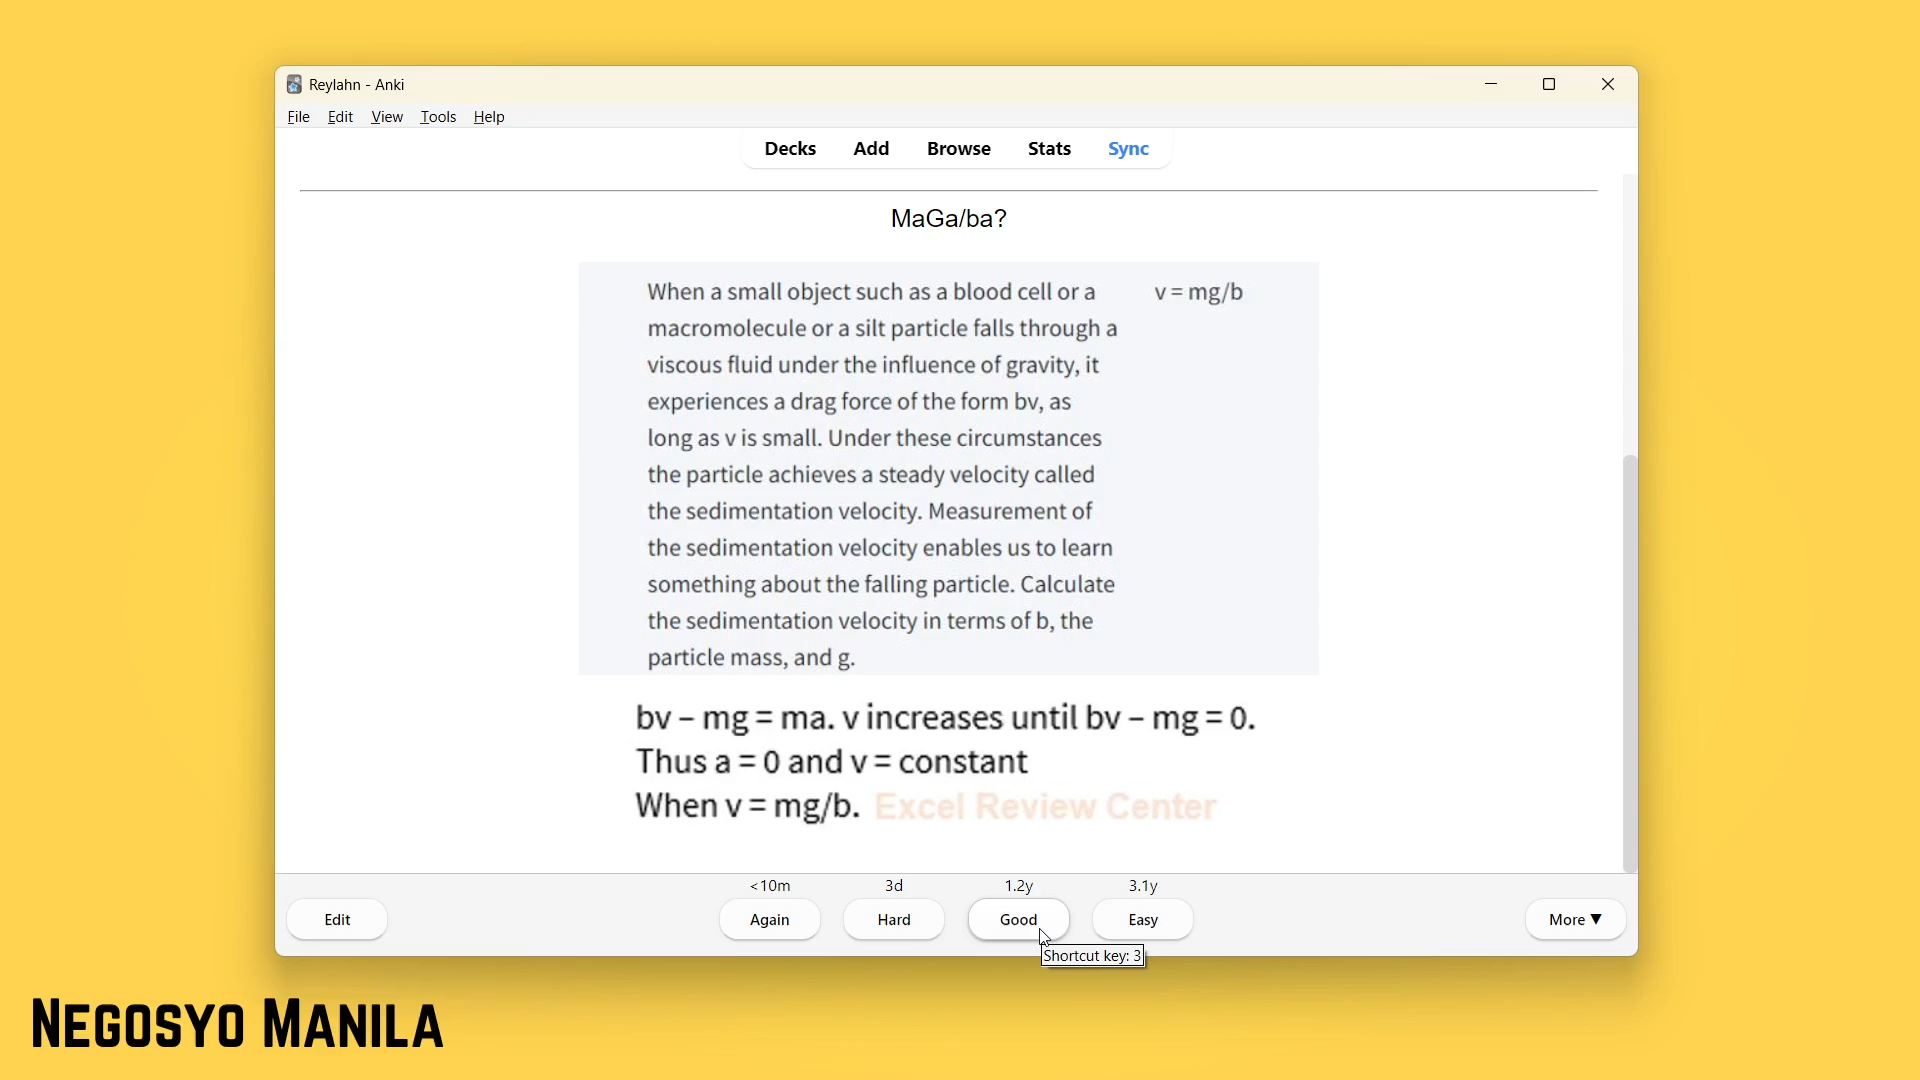 Reylahn - Anki
File Edit View Tools Help
Decks Add Browse Stats Sync
MaGa/ba?
When a small object such as a blood cell or a v = mg/b
macromolecule or a silt particle falls through a
viscous fluid under the influence of gravity, it
experiences a drag force of the form bv, as
long as v is small. Under these circumstances
the particle achieves a steady velocity called
the sedimentation velocity. Measurement of
the sedimentation velocity enables us to learn
something about the falling particle. Calculate
the sedimentation velocity in terms of b, the
particle mass, and g.
bv – mg = ma. v increases until bv – mg = 0.
Thus a = 0 and v = constant
When v = mg/b. Excel Review Center
<10m 3d 1.2y 3.1y
Edit Again Hard Good Easy More ▼
Shortcut key: 3
NEGOSYO MANILA